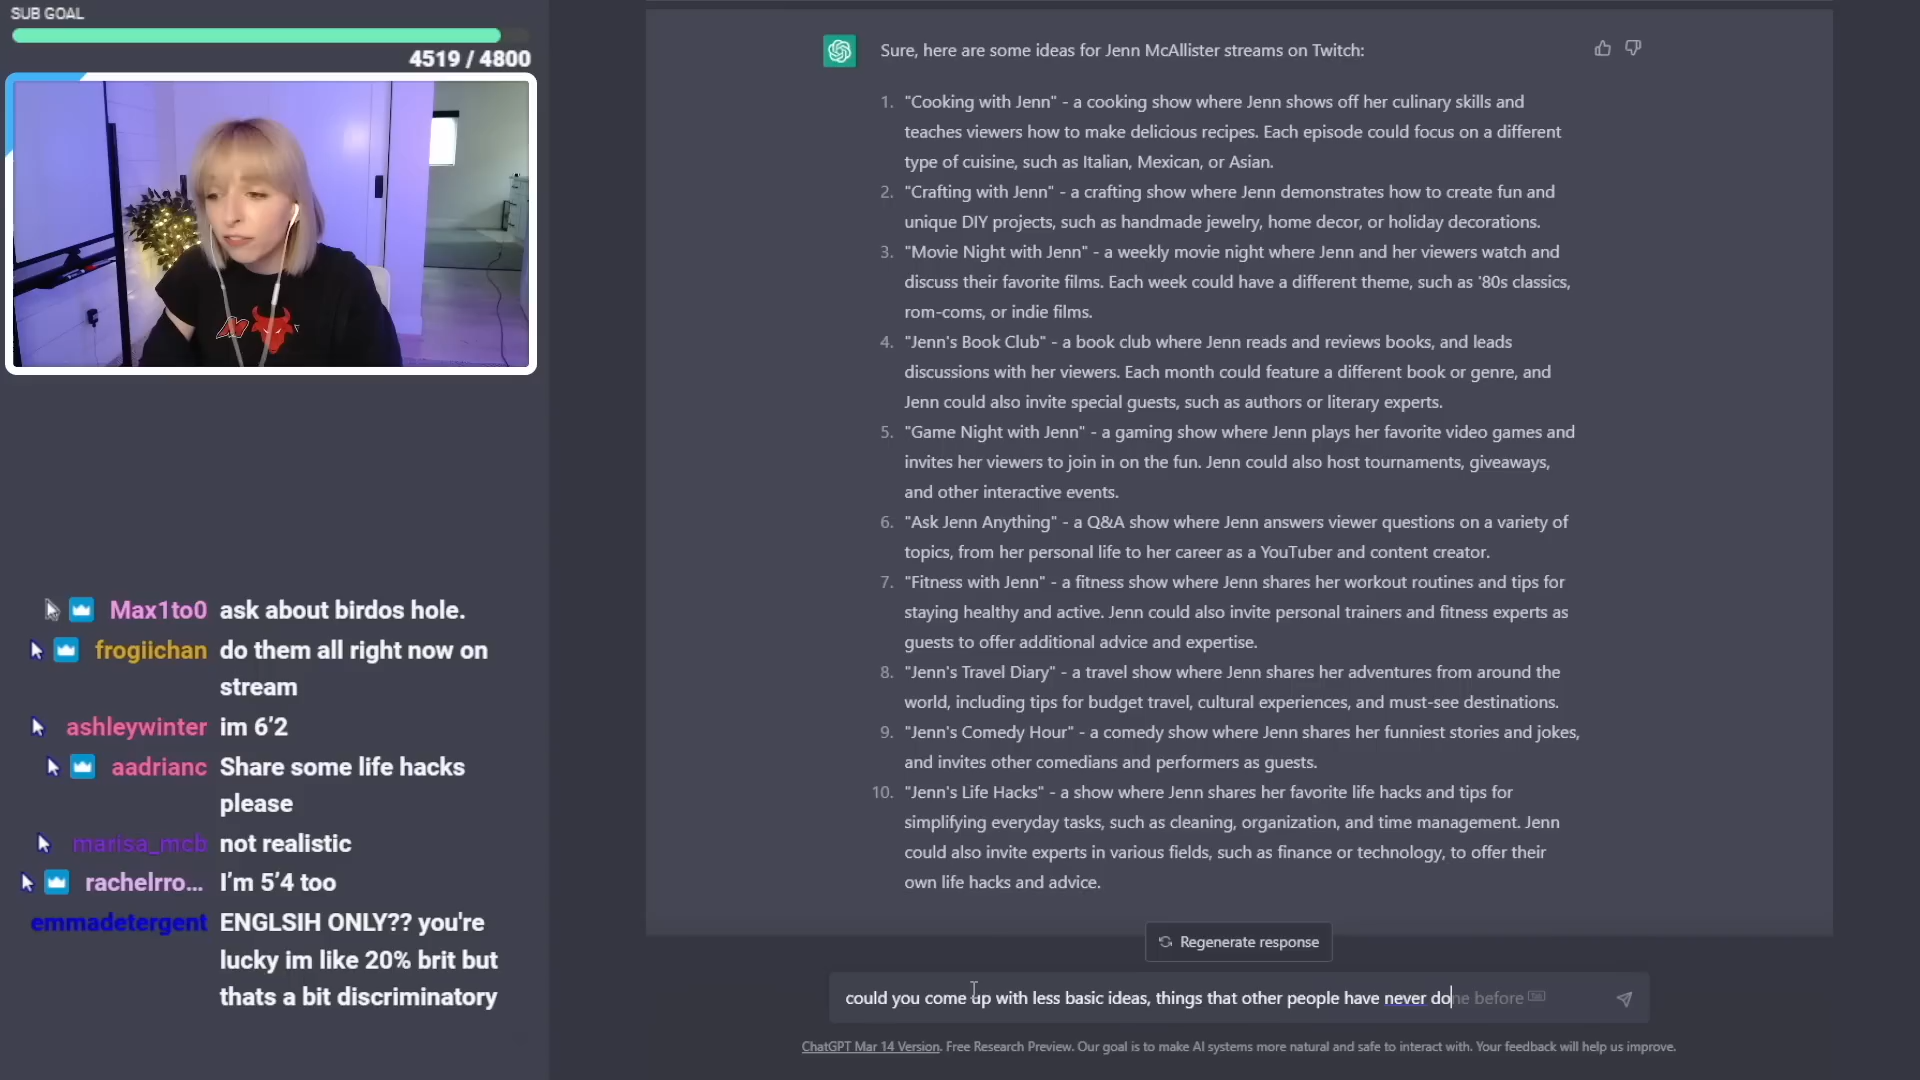 SUB GOAL
4519 / 4800
Max1to0 ask about birdos hole.
frogiichan do them all right now on
stream
ashleywinter im 6’2
aadrianc Share some life hacks
please
marisa_mcb not realistic
rachelrro... I’m 5’4 too
emmadetergent ENGLSIH ONLY?? you're
lucky im like 20% brit but
thats a bit discriminatory
Sure, here are some ideas for Jenn McAllister streams on Twitch:
1. "Cooking with Jenn" - a cooking show where Jenn shows off her culinary skills and
teaches viewers how to make delicious recipes. Each episode could focus on a different
type of cuisine, such as Italian, Mexican, or Asian.
2. "Crafting with Jenn" - a crafting show where Jenn demonstrates how to create fun and
unique DIY projects, such as handmade jewelry, home decor, or holiday decorations.
3. "Movie Night with Jenn" - a weekly movie night where Jenn and her viewers watch and
discuss their favorite films. Each week could have a different theme, such as '80s classics,
rom-coms, or indie films.
4. "Jenn's Book Club" - a book club where Jenn reads and reviews books, and leads
discussions with her viewers. Each month could feature a different book or genre, and
Jenn could also invite special guests, such as authors or literary experts.
5. "Game Night with Jenn" - a gaming show where Jenn plays her favorite video games and
invites her viewers to join in on the fun. Jenn could also host tournaments, giveaways,
and other interactive events.
6. "Ask Jenn Anything" - a Q&A show where Jenn answers viewer questions on a variety of
topics, from her personal life to her career as a YouTuber and content creator.
7. "Fitness with Jenn" - a fitness show where Jenn shares her workout routines and tips for
staying healthy and active. Jenn could also invite personal trainers and fitness experts as
guests to offer additional advice and expertise.
8. "Jenn's Travel Diary" - a travel show where Jenn shares her adventures from around the
world, including tips for budget travel, cultural experiences, and must-see destinations.
9. "Jenn's Comedy Hour" - a comedy show where Jenn shares her funniest stories and jokes,
and invites other comedians and performers as guests.
10. "Jenn's Life Hacks" - a show where Jenn shares her favorite life hacks and tips for
simplifying everyday tasks, such as cleaning, organization, and time management. Jenn
could also invite experts in various fields, such as finance or technology, to offer their
own life hacks and advice.
Regenerate response
could you come up with less basic ideas, things that other people have never done before
ChatGPT Mar 14 Version. Free Research Preview. Our goal is to make AI systems more natural and safe to interact with. Your feedback will help us improve.